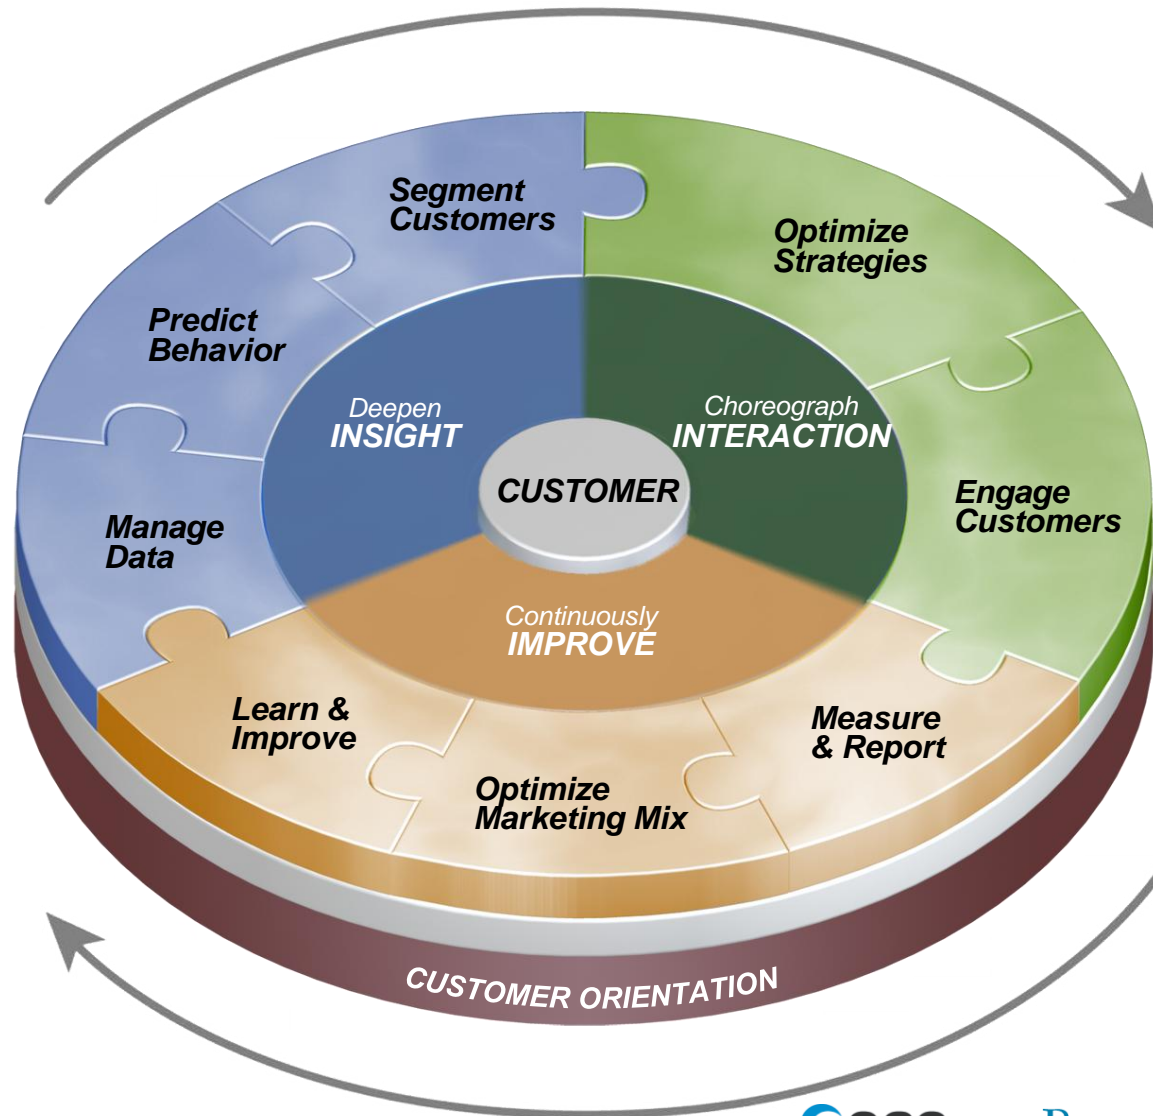 Segment
Customers
Optimize
Strategies
Predict
Behavior
Deepen
INSIGHT
Choreograph
INTERACTION
CUSTOMER
Engage
Customers
Manage
Data
Continuously
IMPROVE
Learn &
Improve
Measure
& Report
Optimize
Marketing Mix
CUSTOMER ORIENTATION